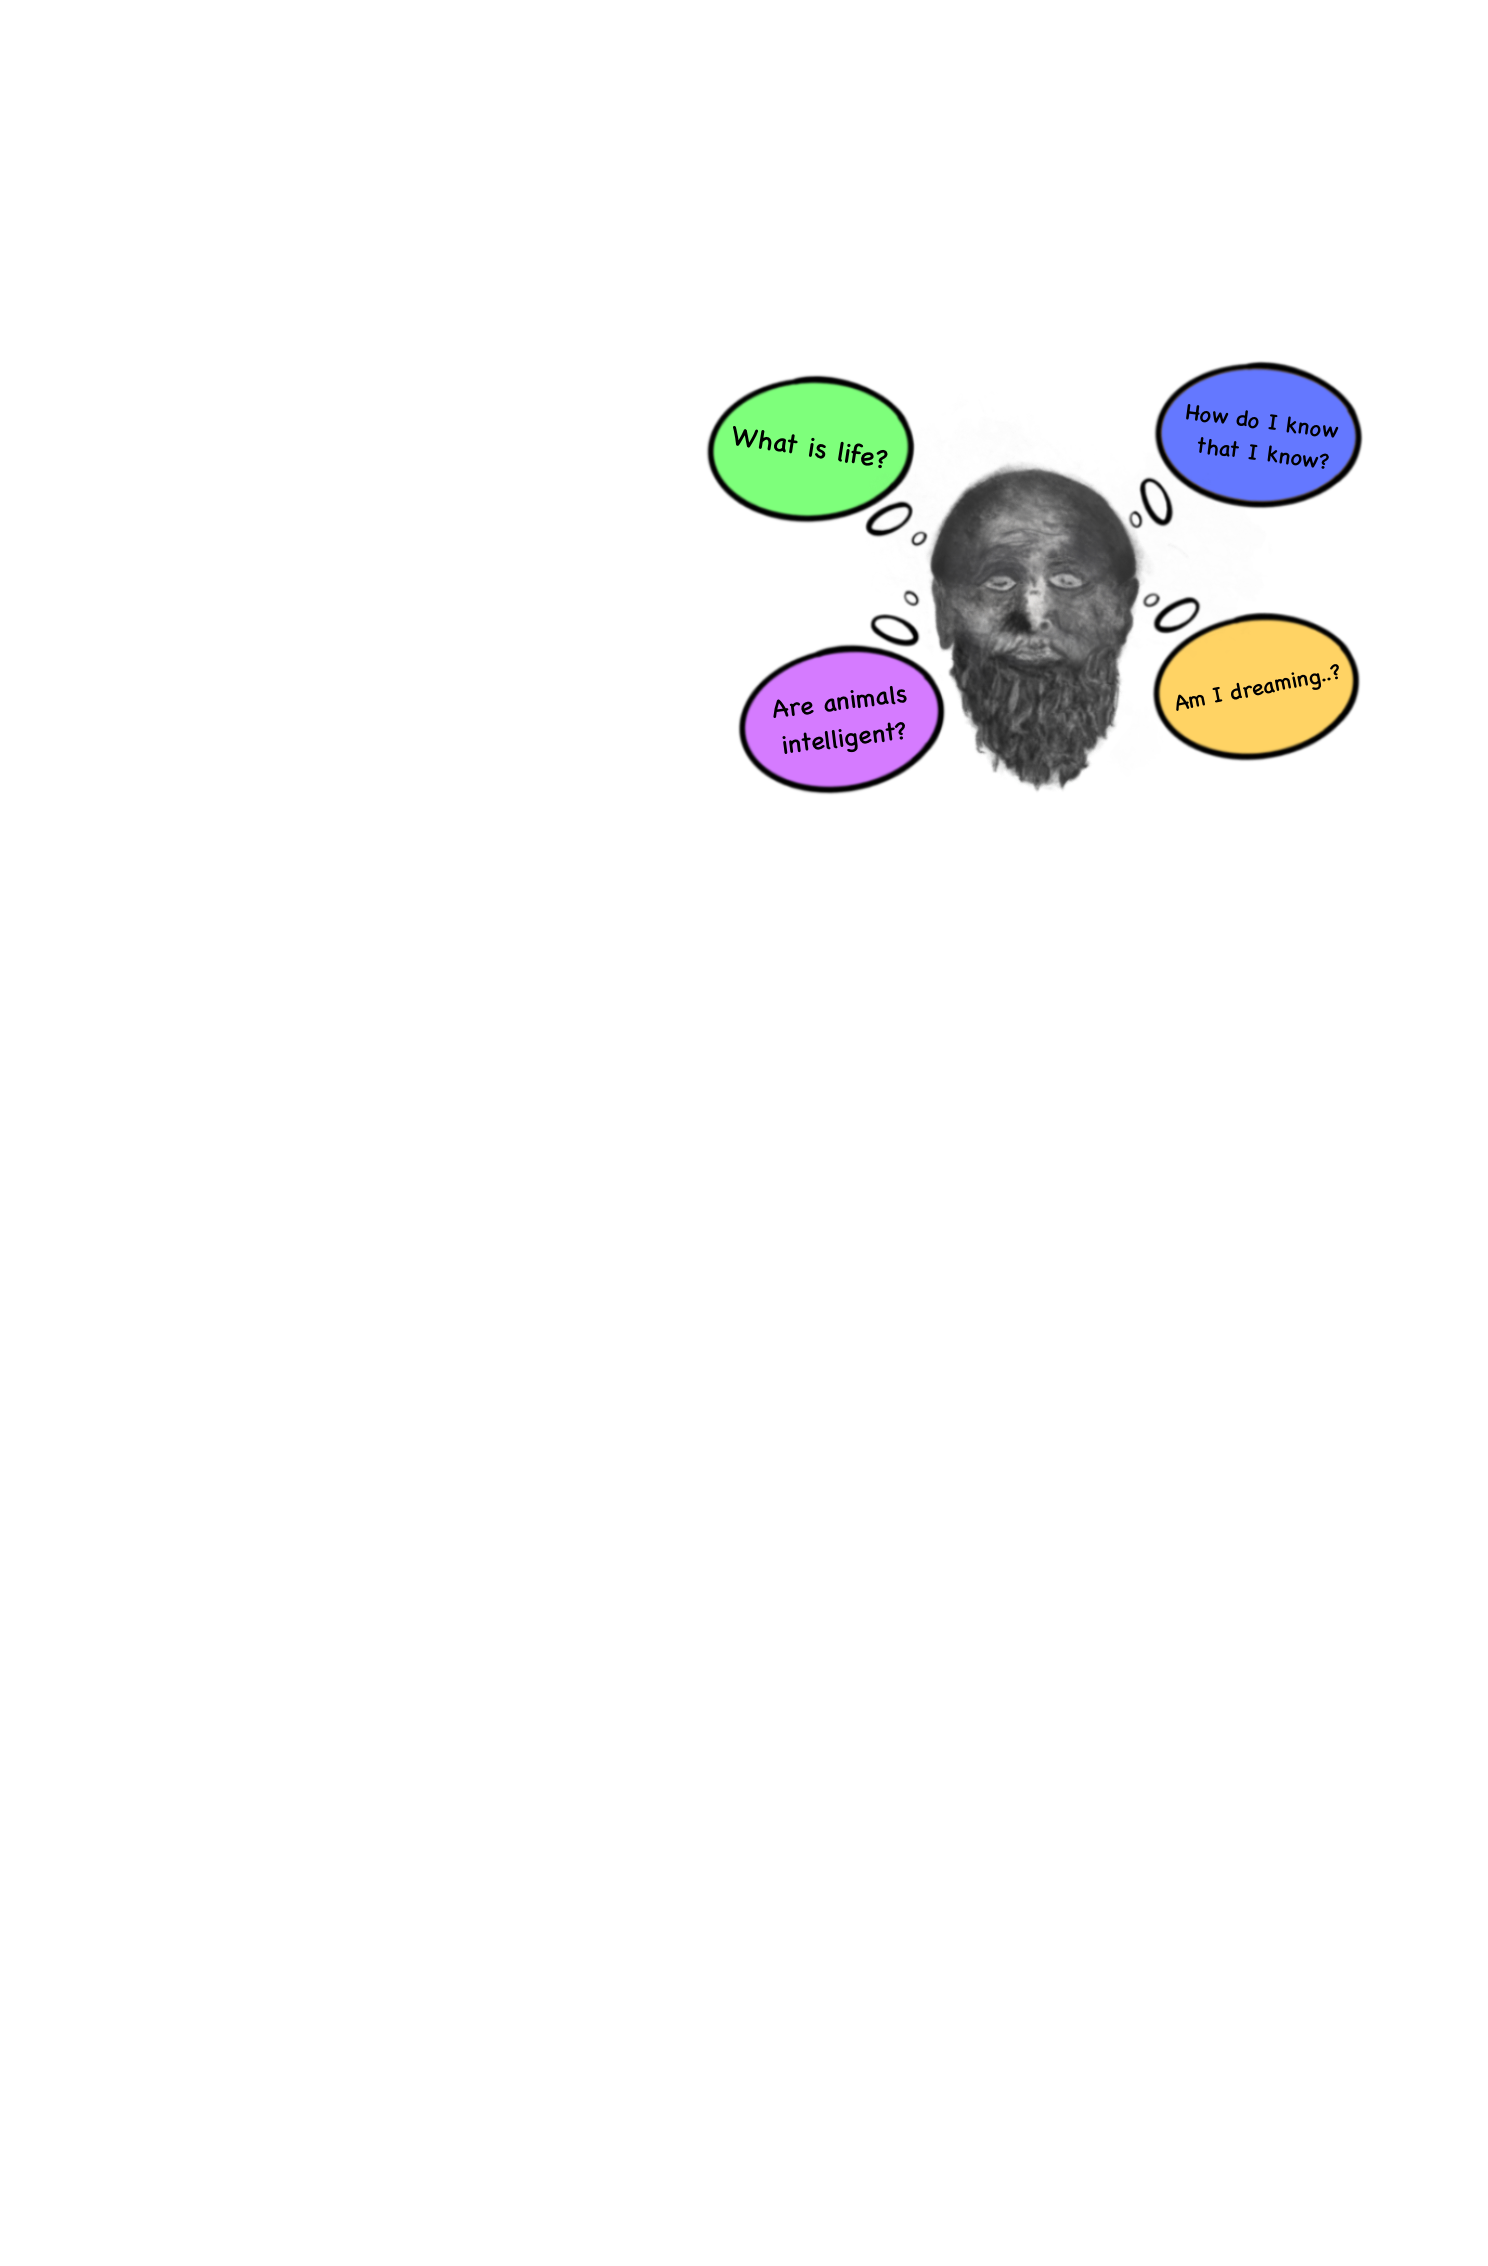 What is life?
How do I know
that I know?
Are animals
intelligent?
Am I dreaming..?